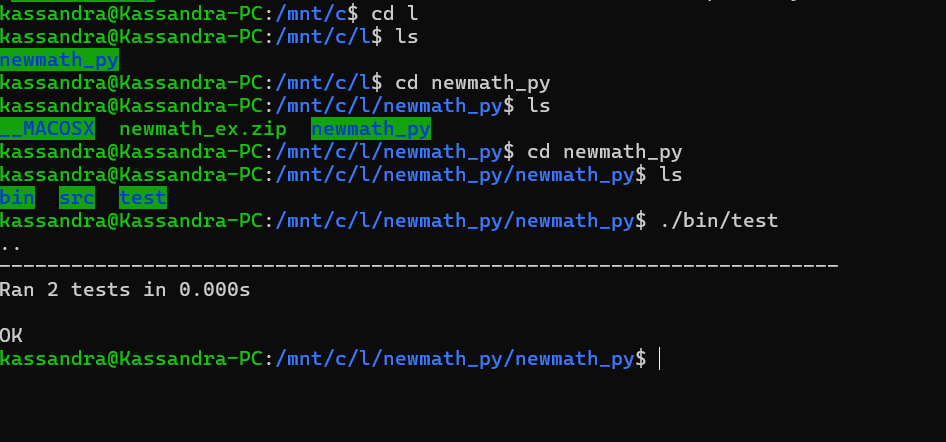 kassandra@Kassandra-PC:/mnt/c$ cd l
kassandra@Kassandra-PC:/mnt/c/l$ ls
newmath_py
kassandra@Kassandra-PC:/mnt/c/l$ cd newmath_py
kassandra@Kassandra-PC:/mnt/c/l/newmath_py$ ls
__MACOSX  newmath_ex.zip  newmath_py
kassandra@Kassandra-PC:/mnt/c/l/newmath_py$ cd newmath_py
kassandra@Kassandra-PC:/mnt/c/l/newmath_py/newmath_py$ ls
bin  src  test
kassandra@Kassandra-PC:/mnt/c/l/newmath_py/newmath_py$ ./bin/test
..
----------------------------------------------------------------------
Ran 2 tests in 0.000s

OK
kassandra@Kassandra-PC:/mnt/c/l/newmath_py/newmath_py$